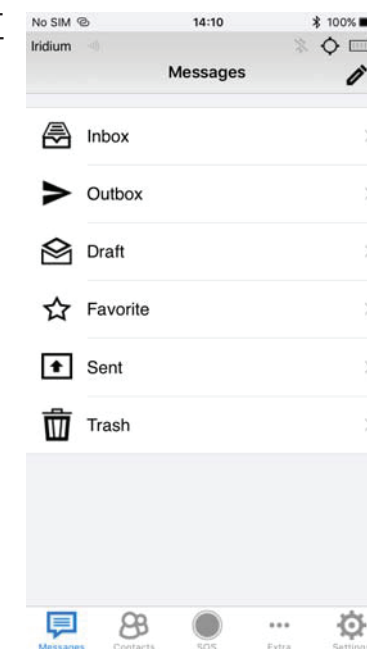 No SIM 14:10 100%
Iridium
Messages
Inbox
Outbox
Draft
Favorite
Sent
Trash
Messages Contacts SOS Extra Settings